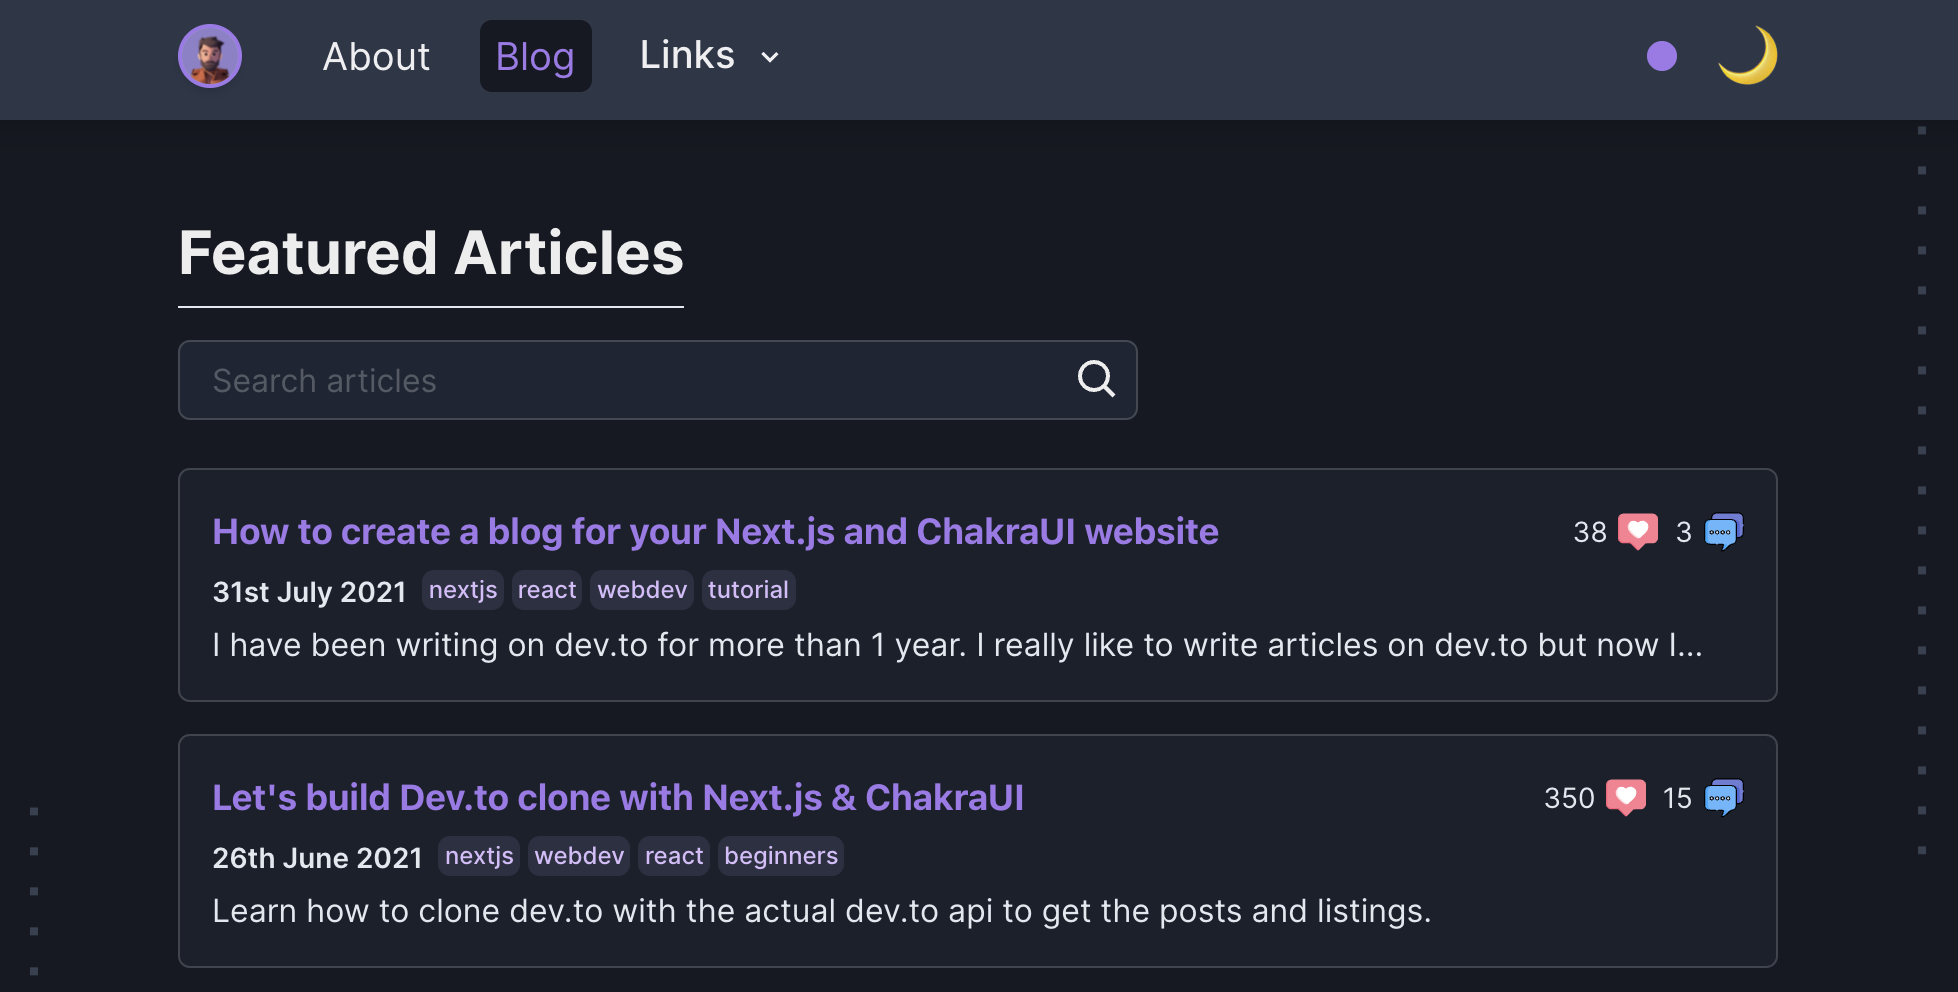 About Blog Links
Featured Articles
Search articles
How to create a blog for your Next.js and ChakraUI website 38 3
31st July 2021 nextjs react webdev tutorial
I have been writing on dev.to for more than 1 year. I really like to write articles on dev.to but now I...
Let's build Dev.to clone with Next.js & ChakraUI 350 15
26th June 2021 nextjs webdev react beginners
Learn how to clone dev.to with the actual dev.to api to get the posts and listings.